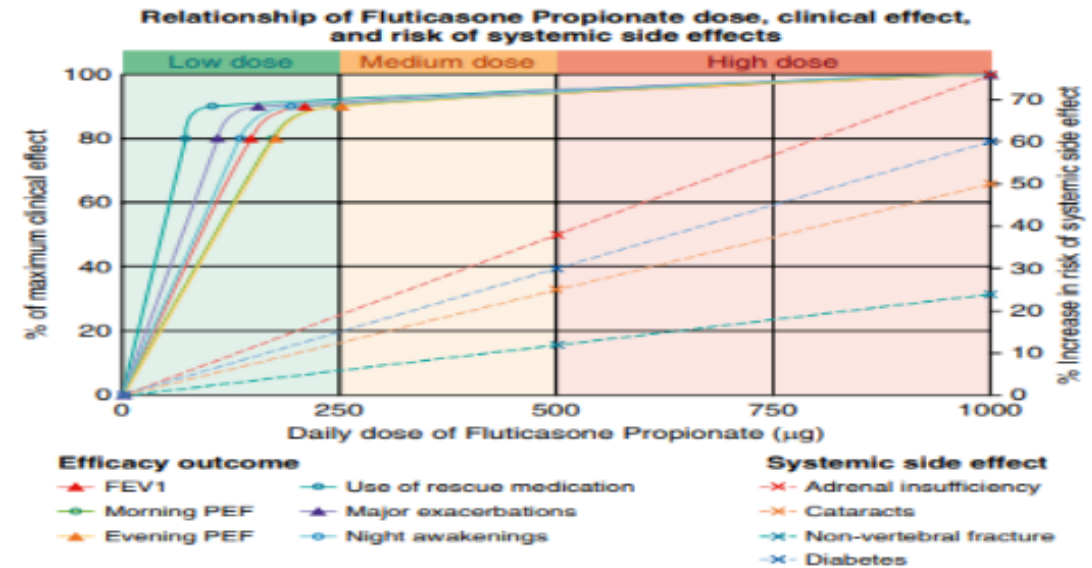 Relationship of Fluticasone Propionate dose, clinical effect,
and risk of systemic side effects
Low dose Medium dose High dose
% of maximum clinical effect
100
80
60
40
20
0
0 250 500 750 1000
Daily dose of Fluticasone Propionate (μg)
70
60
50
40
30
20
10
0
% Increase in risk of systemic side effect
Efficacy outcome
FEV1
Morning PEF
Evening PEF
Use of rescue medication
Major exacerbations
Night awakenings
Systemic side effect
Adrenal insufficiency
Cataracts
Non-vertebral fracture
Diabetes